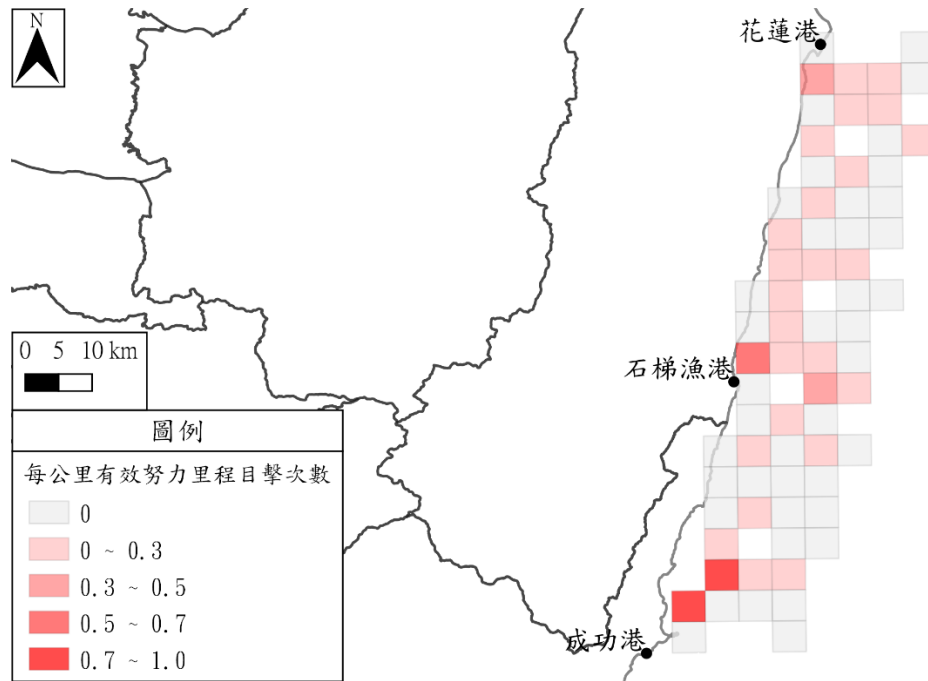 N
花蓮港
石梯漁港
成功港
0 5 10 km
圖例
每公里有效努力里程目擊次數
0
0 ~ 0.3
0.3 ~ 0.5
0.5 ~ 0.7
0.7 ~ 1.0